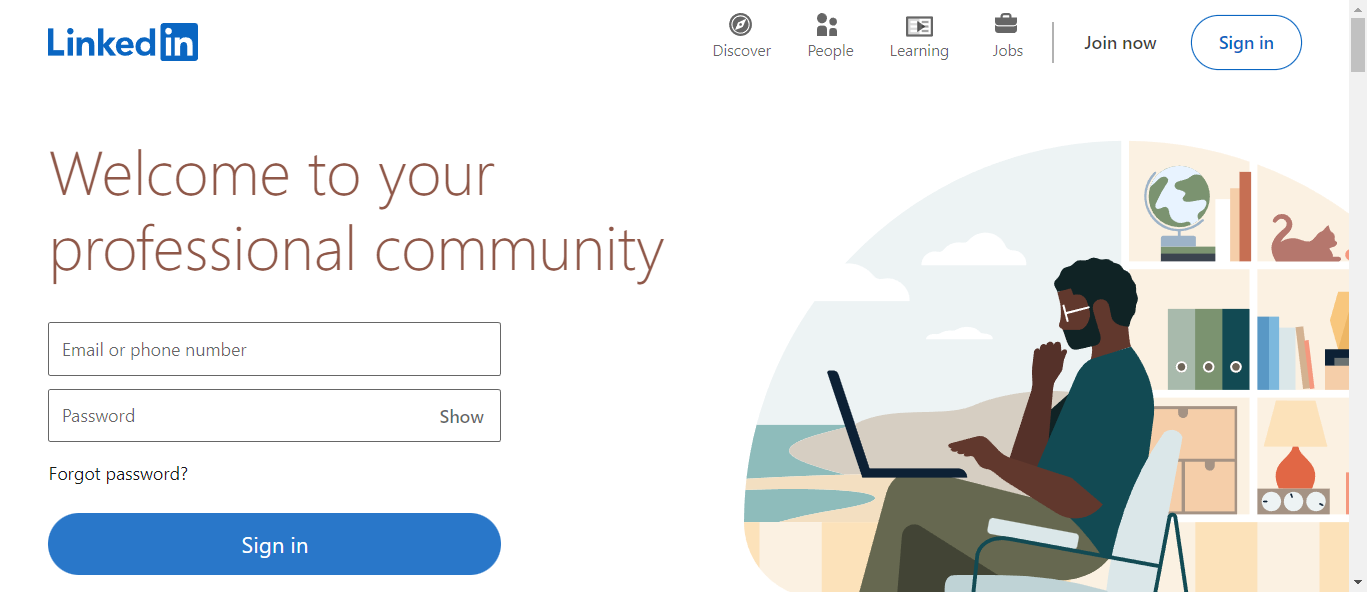 LinkedIn
Discover
People
Learning
Jobs
Join now
Sign in
Welcome to your
professional community
Email or phone number
Password
Show
Forgot password?
Sign in